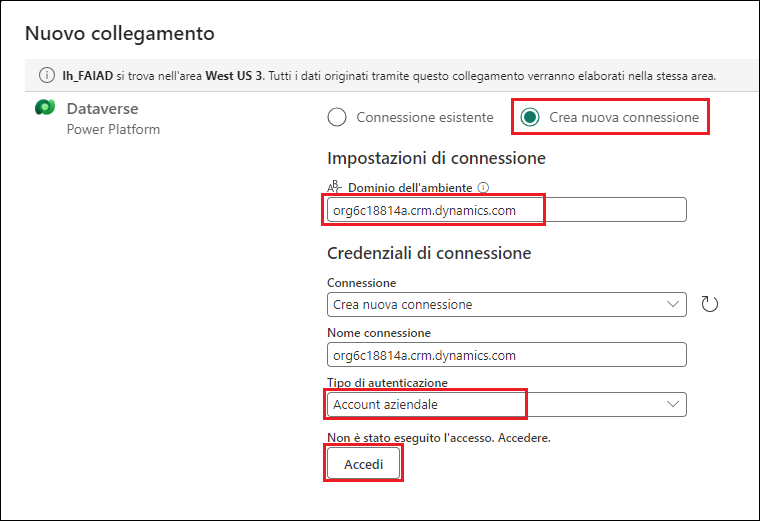 Nuovo collegamento
lh_FAIAD si trova nell'area West US 3. Tutti i dati originati tramite questo collegamento verranno elaborati nella stessa area.
Dataverse
Power Platform
Connessione esistente
Crea nuova connessione
Impostazioni di connessione
Dominio dell'ambiente
org6c18814a.crm.dynamics.com
Credenziali di connessione
Connessione
Crea nuova connessione
Nome connessione
org6c18814a.crm.dynamics.com
Tipo di autenticazione
Account aziendale
Non è stato eseguito l'accesso. Accedere.
Accedi